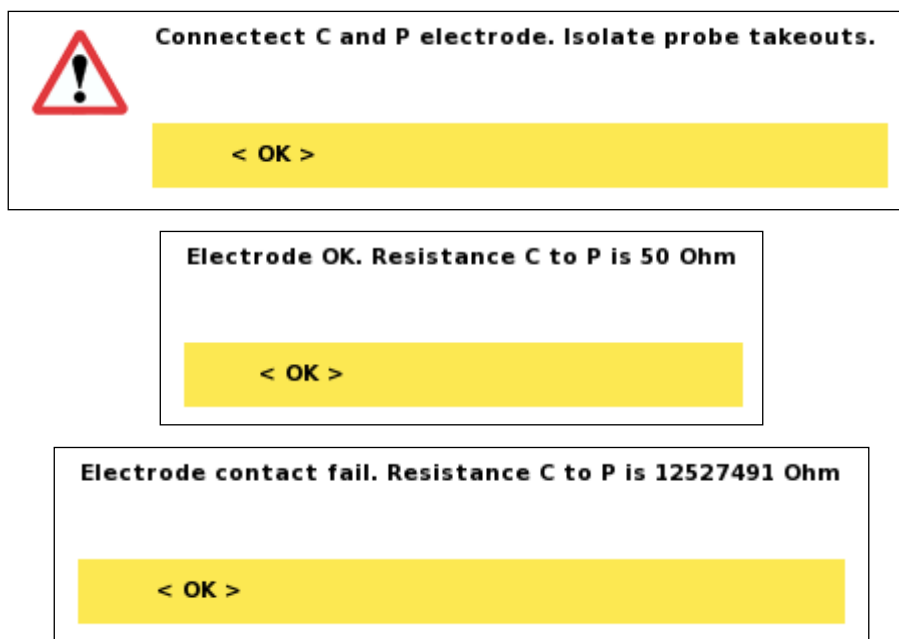 Connectect C and P electrode. Isolate probe takeouts.
< OK >
Electrode OK. Resistance C to P is 50 Ohm
< OK >
Electrode contact fail. Resistance C to P is 12527491 Ohm
< OK >